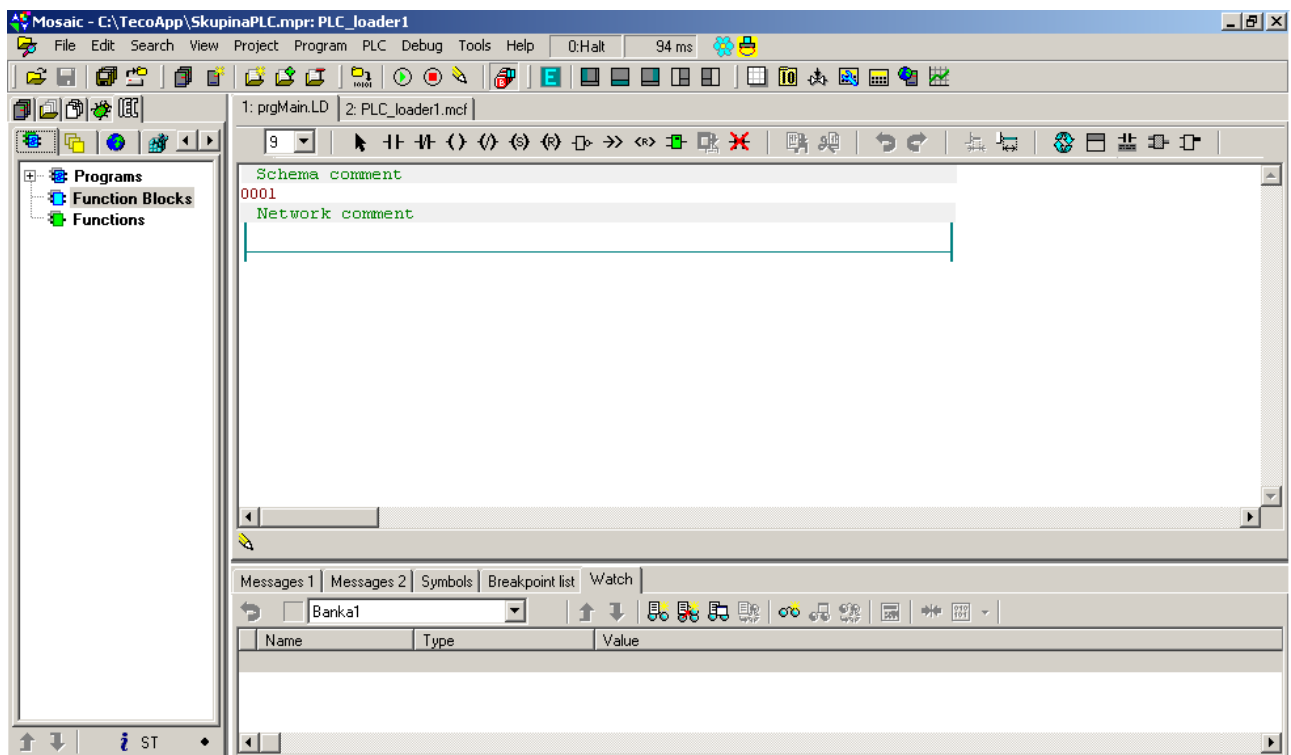 Mosaic - C:\TecoApp\SkupinaPLC.mpr: PLC_loader1
File Edit Search View Project Program PLC Debug Tools Help 0:Halt 94 ms
1: prgMain.LD 2: PLC_loader1.mcf
9
Programs
Function Blocks
Functions
Schema comment
0001
Network comment
Messages 1 Messages 2 Symbols Breakpoint list Watch
Banka1
Name Type Value
ST